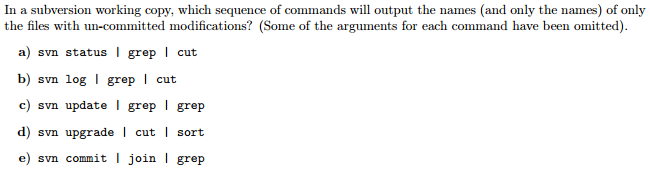 In a subversion working copy, which sequence of commands will output the names (and only the names) of only
the files with un-committed modifications? (Some of the arguments for each command have been omitted).
a) svn status | grep | cut
b) svn log | grep | cut
c) svn update | grep | grep
d) svn upgrade | cut | sort
e) svn commit | join | grep